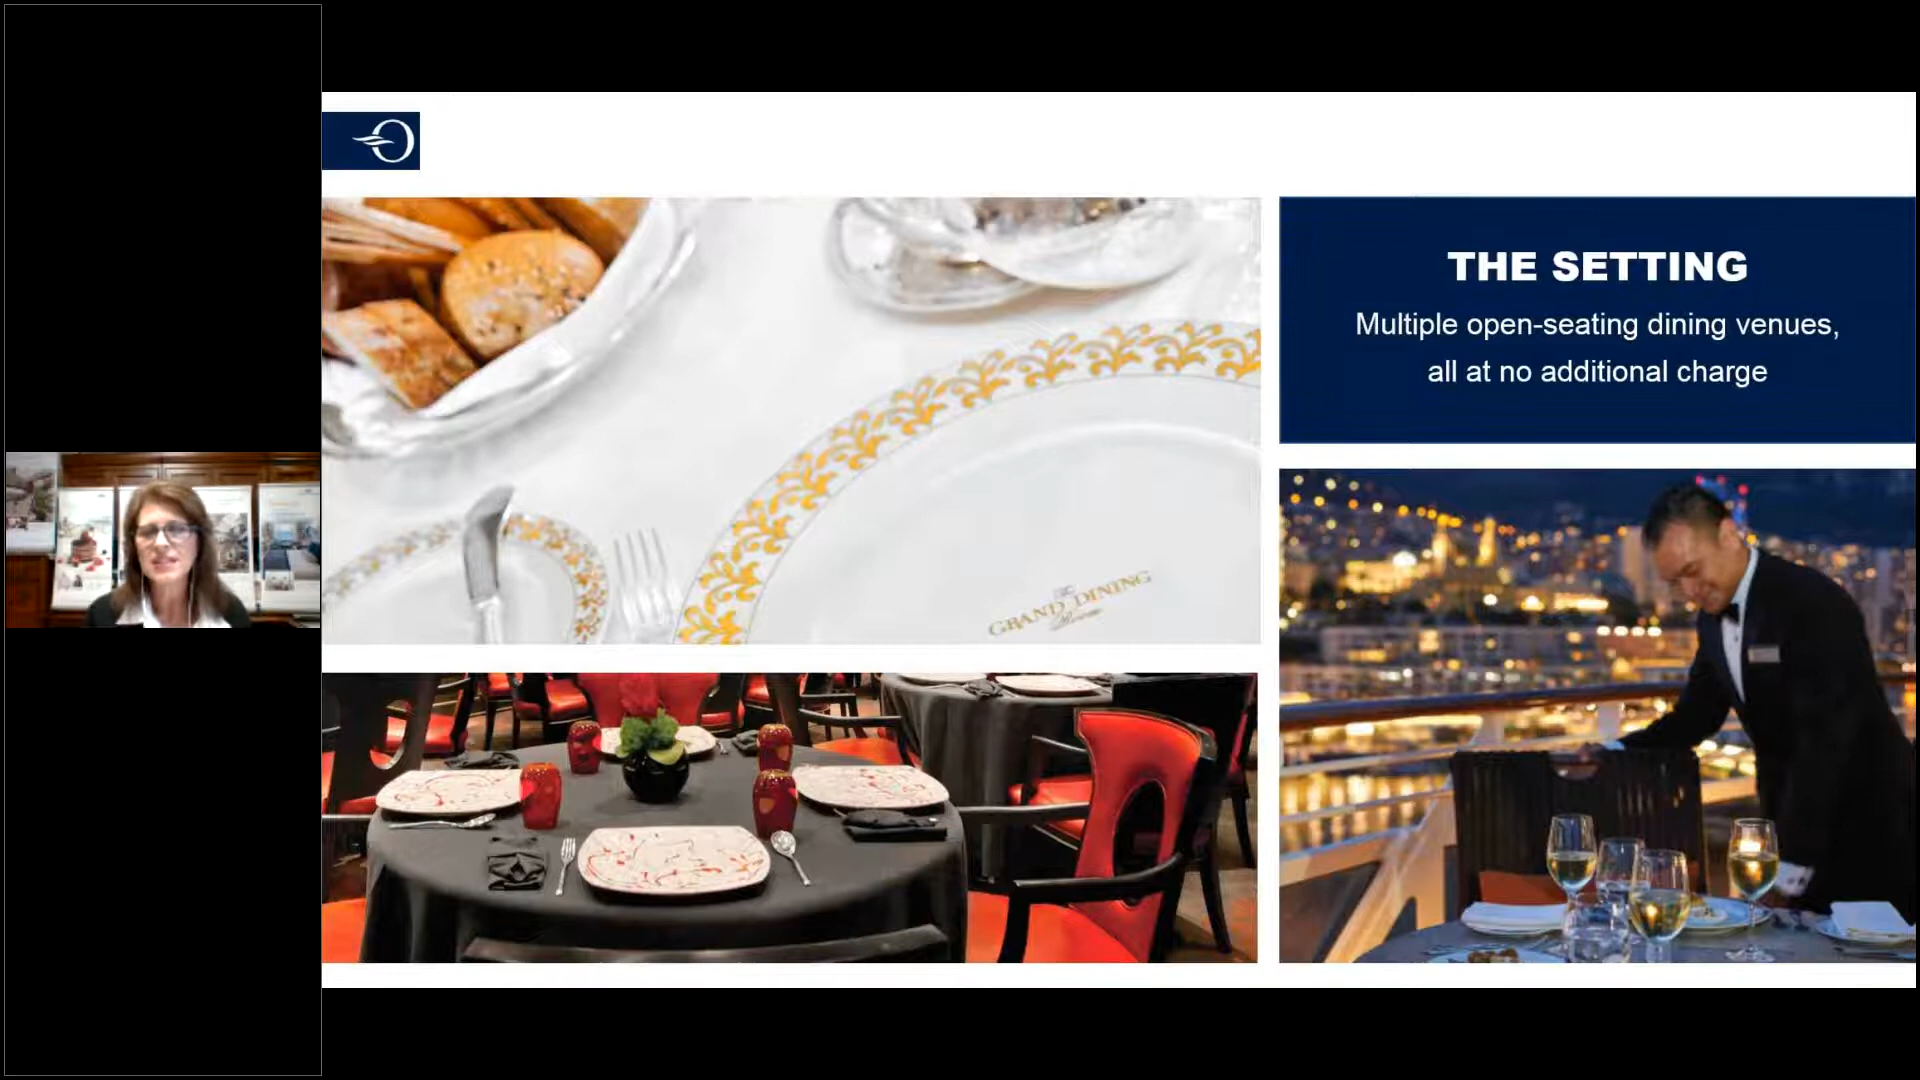 THE SETTING
Multiple open-seating dining venues,
all at no additional charge
The
GRAND DINING
Room